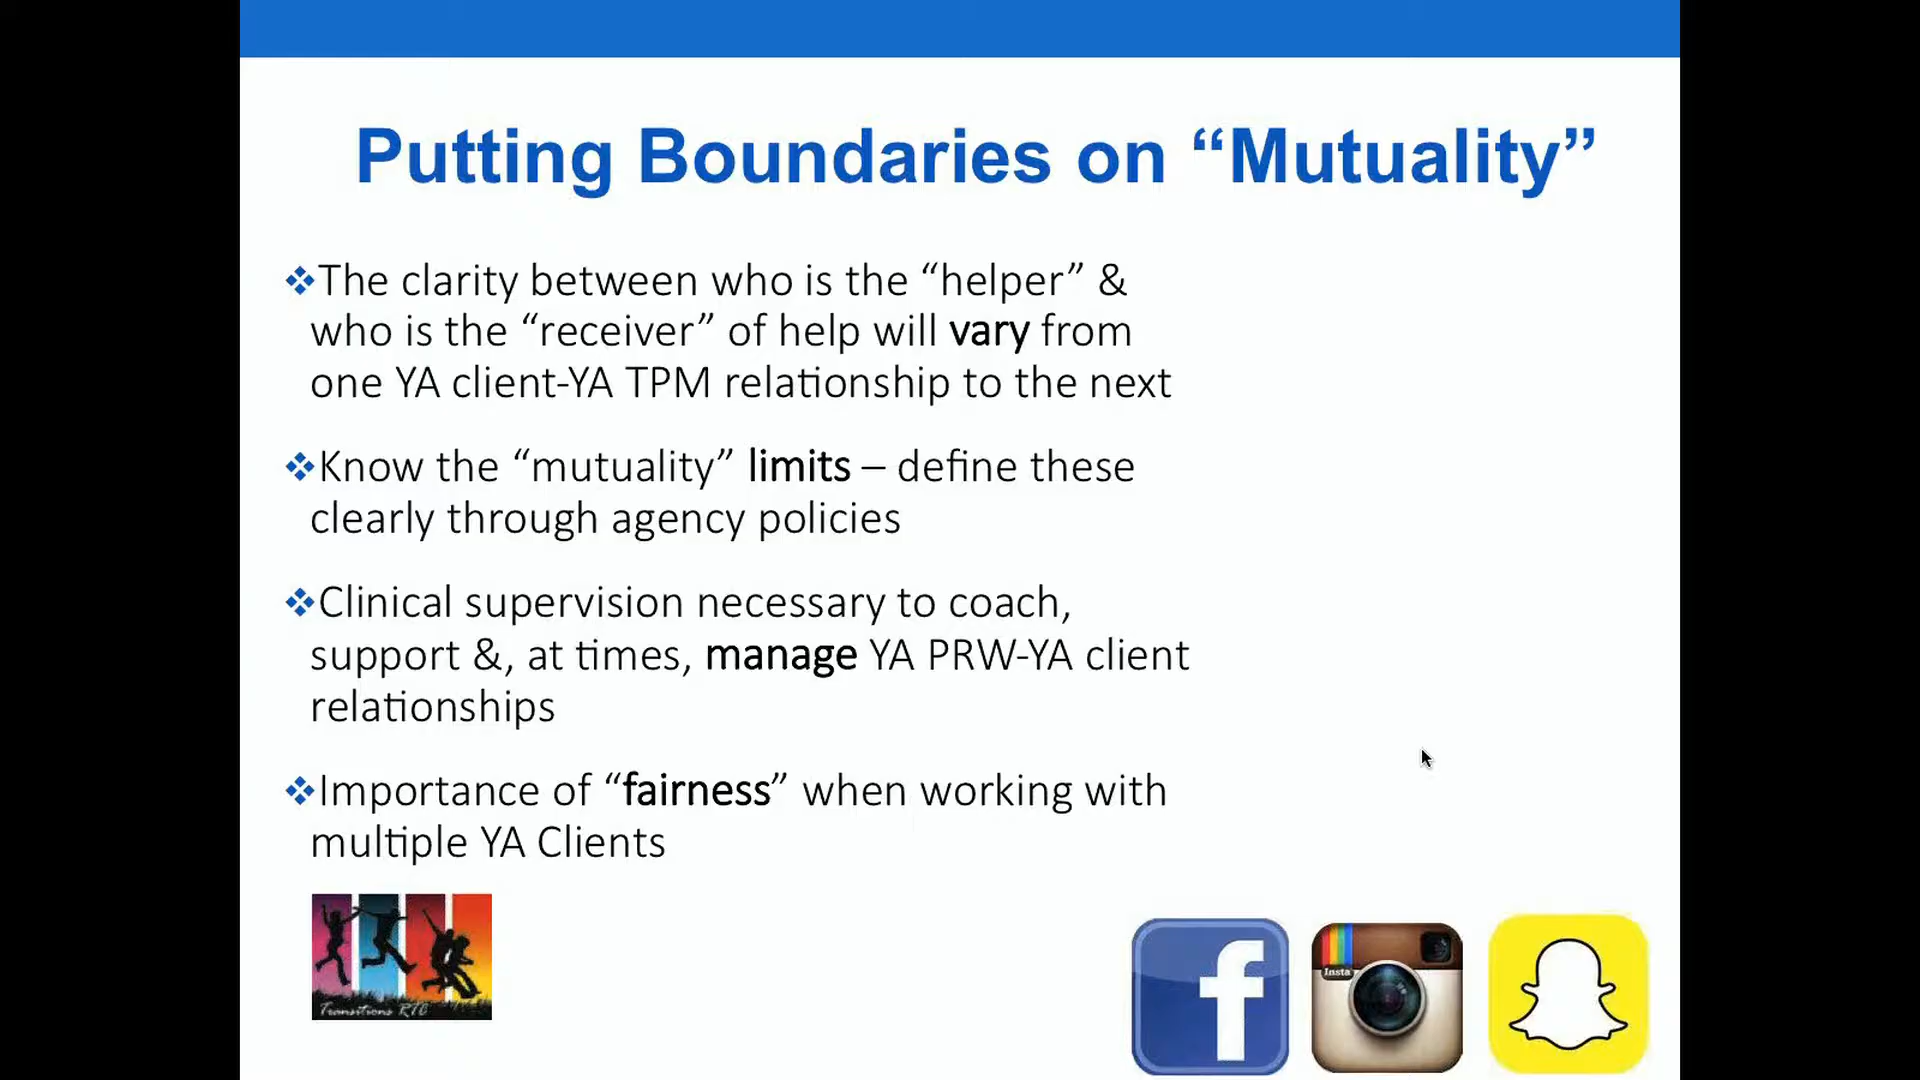 Putting Boundaries on “Mutuality”
❖The clarity between who is the “helper” &
who is the “receiver” of help will vary from
one YA client-YA TPM relationship to the next
❖Know the “mutuality” limits – define these
clearly through agency policies
❖Clinical supervision necessary to coach,
support &, at times, manage YA PRW-YA client
relationships
❖Importance of “fairness” when working with
multiple YA Clients
Transitions RTC
f
Insta